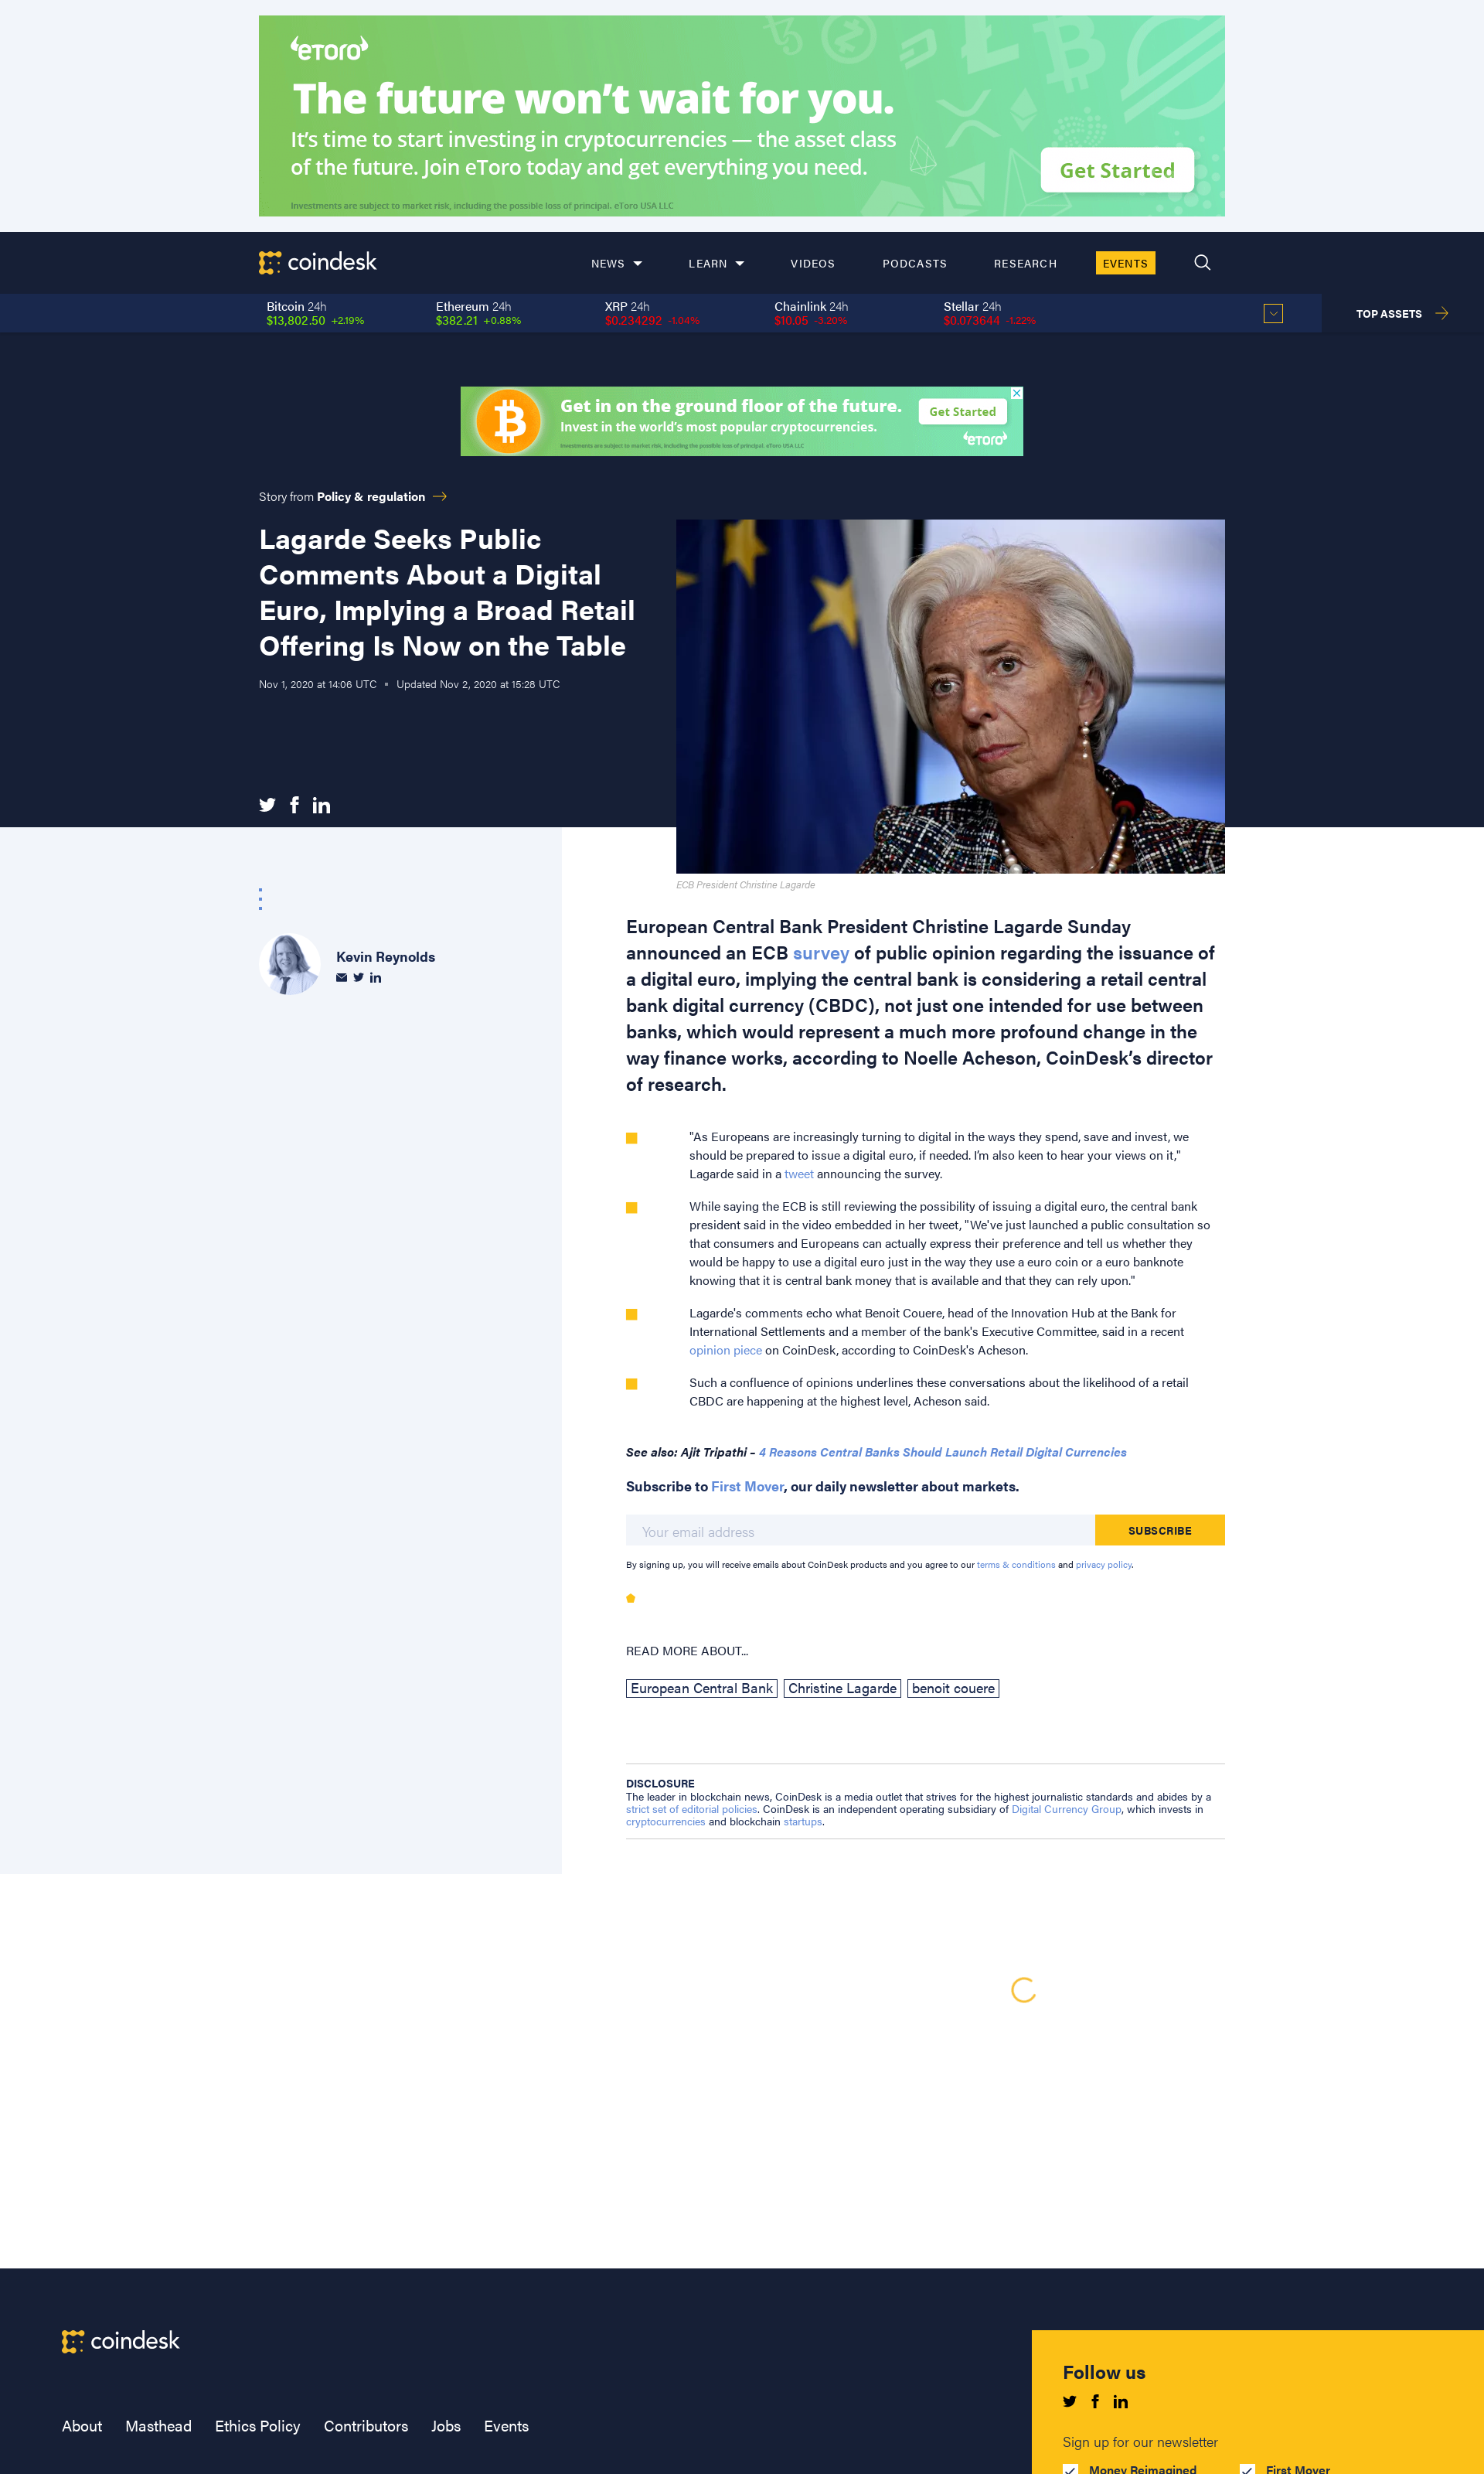 eToro
The future won't wait for you.
It's time to start investing in cryptocurrencies — the asset class
of the future. Join eToro today and get everything you need.
Get Started
Investments are subject to market risk, including the possible loss of principal. eToro USA LLC
coindesk
NEWS
LEARN
VIDEOS
PODCASTS
RESEARCH
EVENTS
Bitcoin 24h
$13,802.50 +2.19%
Ethereum 24h
$382.21 +0.88%
XRP 24h
$0.234292 -1.04%
Chainlink 24h
$10.05 -3.20%
Stellar 24h
$0.073644 -1.22%
TOP ASSETS
Get in on the ground floor of the future.
Invest in the world's most popular cryptocurrencies.
Investments are subject to market risk, including the possible loss of principal. eToro USA LLC
Get Started
eToro
Story from Policy & regulation
Lagarde Seeks Public
Comments About a Digital
Euro, Implying a Broad Retail
Offering Is Now on the Table
Nov 1, 2020 at 14:06 UTC
Updated Nov 2, 2020 at 15:28 UTC
ECB President Christine Lagarde
Kevin Reynolds
European Central Bank President Christine Lagarde Sunday
announced an ECB survey of public opinion regarding the issuance of
a digital euro, implying the central bank is considering a retail central
bank digital currency (CBDC), not just one intended for use between
banks, which would represent a much more profound change in the
way finance works, according to Noelle Acheson, CoinDesk's director
of research.
"As Europeans are increasingly turning to digital in the ways they spend, save and invest, we
should be prepared to issue a digital euro, if needed. I'm also keen to hear your views on it,"
Lagarde said in a tweet announcing the survey.
While saying the ECB is still reviewing the possibility of issuing a digital euro, the central bank
president said in the video embedded in her tweet, "We've just launched a public consultation so
that consumers and Europeans can actually express their preference and tell us whether they
would be happy to use a digital euro just in the way they use a euro coin or a euro banknote
knowing that it is central bank money that is available and that they can rely upon."
Lagarde's comments echo what Benoit Couere, head of the Innovation Hub at the Bank for
International Settlements and a member of the bank's Executive Committee, said in a recent
opinion piece on CoinDesk, according to CoinDesk's Acheson.
Such a confluence of opinions underlines these conversations about the likelihood of a retail
CBDC are happening at the highest level, Acheson said.
See also: Ajit Tripathi – 4 Reasons Central Banks Should Launch Retail Digital Currencies
Subscribe to First Mover, our daily newsletter about markets.
Your email address
SUBSCRIBE
By signing up, you will receive emails about CoinDesk products and you agree to our terms & conditions and privacy policy.
READ MORE ABOUT...
European Central Bank
Christine Lagarde
benoit couere
DISCLOSURE
The leader in blockchain news, CoinDesk is a media outlet that strives for the highest journalistic standards and abides by a
strict set of editorial policies. CoinDesk is an independent operating subsidiary of Digital Currency Group, which invests in
cryptocurrencies and blockchain startups.
coindesk
About
Masthead
Ethics Policy
Contributors
Jobs
Events
Follow us
Sign up for our newsletter
Money Reimagined
First Mover